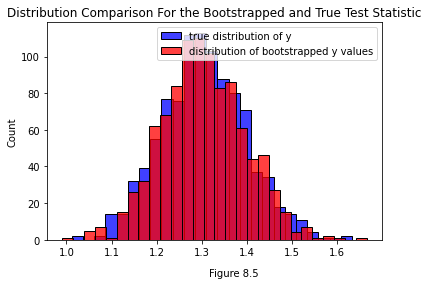 Distribution Comparison For the Bootstrapped and True Test Statistic
true distribution of y
distribution of bootstrapped y values
100
80
60
40
20
0
Count
1.0 1.1 1.2 1.3 1.4 1.5 1.6
Figure 8.5